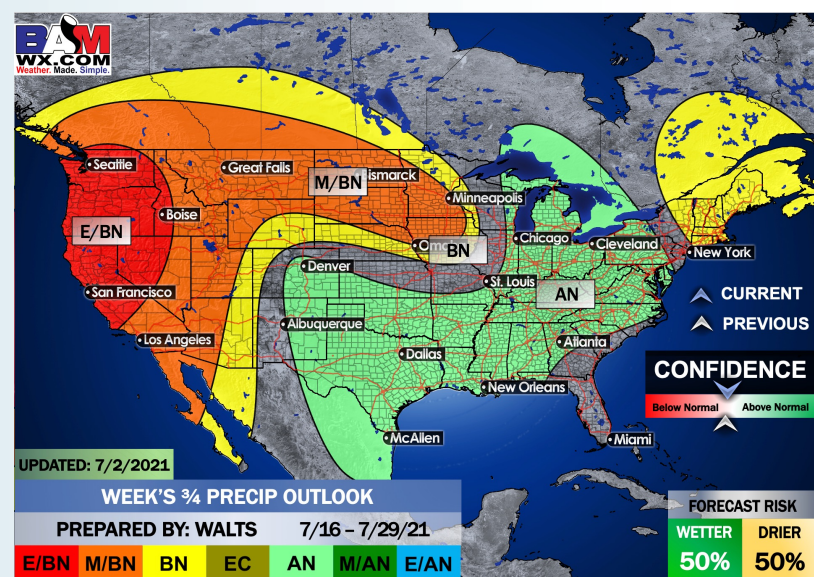 BAM
WX.COM
Weather. Made. Simple.
Seattle
Great Falls
M/BN
ismarck
Minneapolis
Boise
E/BN
Om
BN
Chicago
Cleveland
New York
Denver
St. Louis
San Francisco
AN
CURRENT
PREVIOUS
Albuquerque
Los Angeles
Atlanta
Dallas
CONFIDENCE
New Orleans
Below Normal
Above Normal
McAllen
Miami
UPDATED: 7/2/2021
WEEK'S ¾ PRECIP OUTLOOK
PREPARED BY: WALTS 7/16 – 7/29/21
E/BN M/BN BN EC AN M/AN E/AN
FORECAST RISK
WETTER DRIER
50% 50%